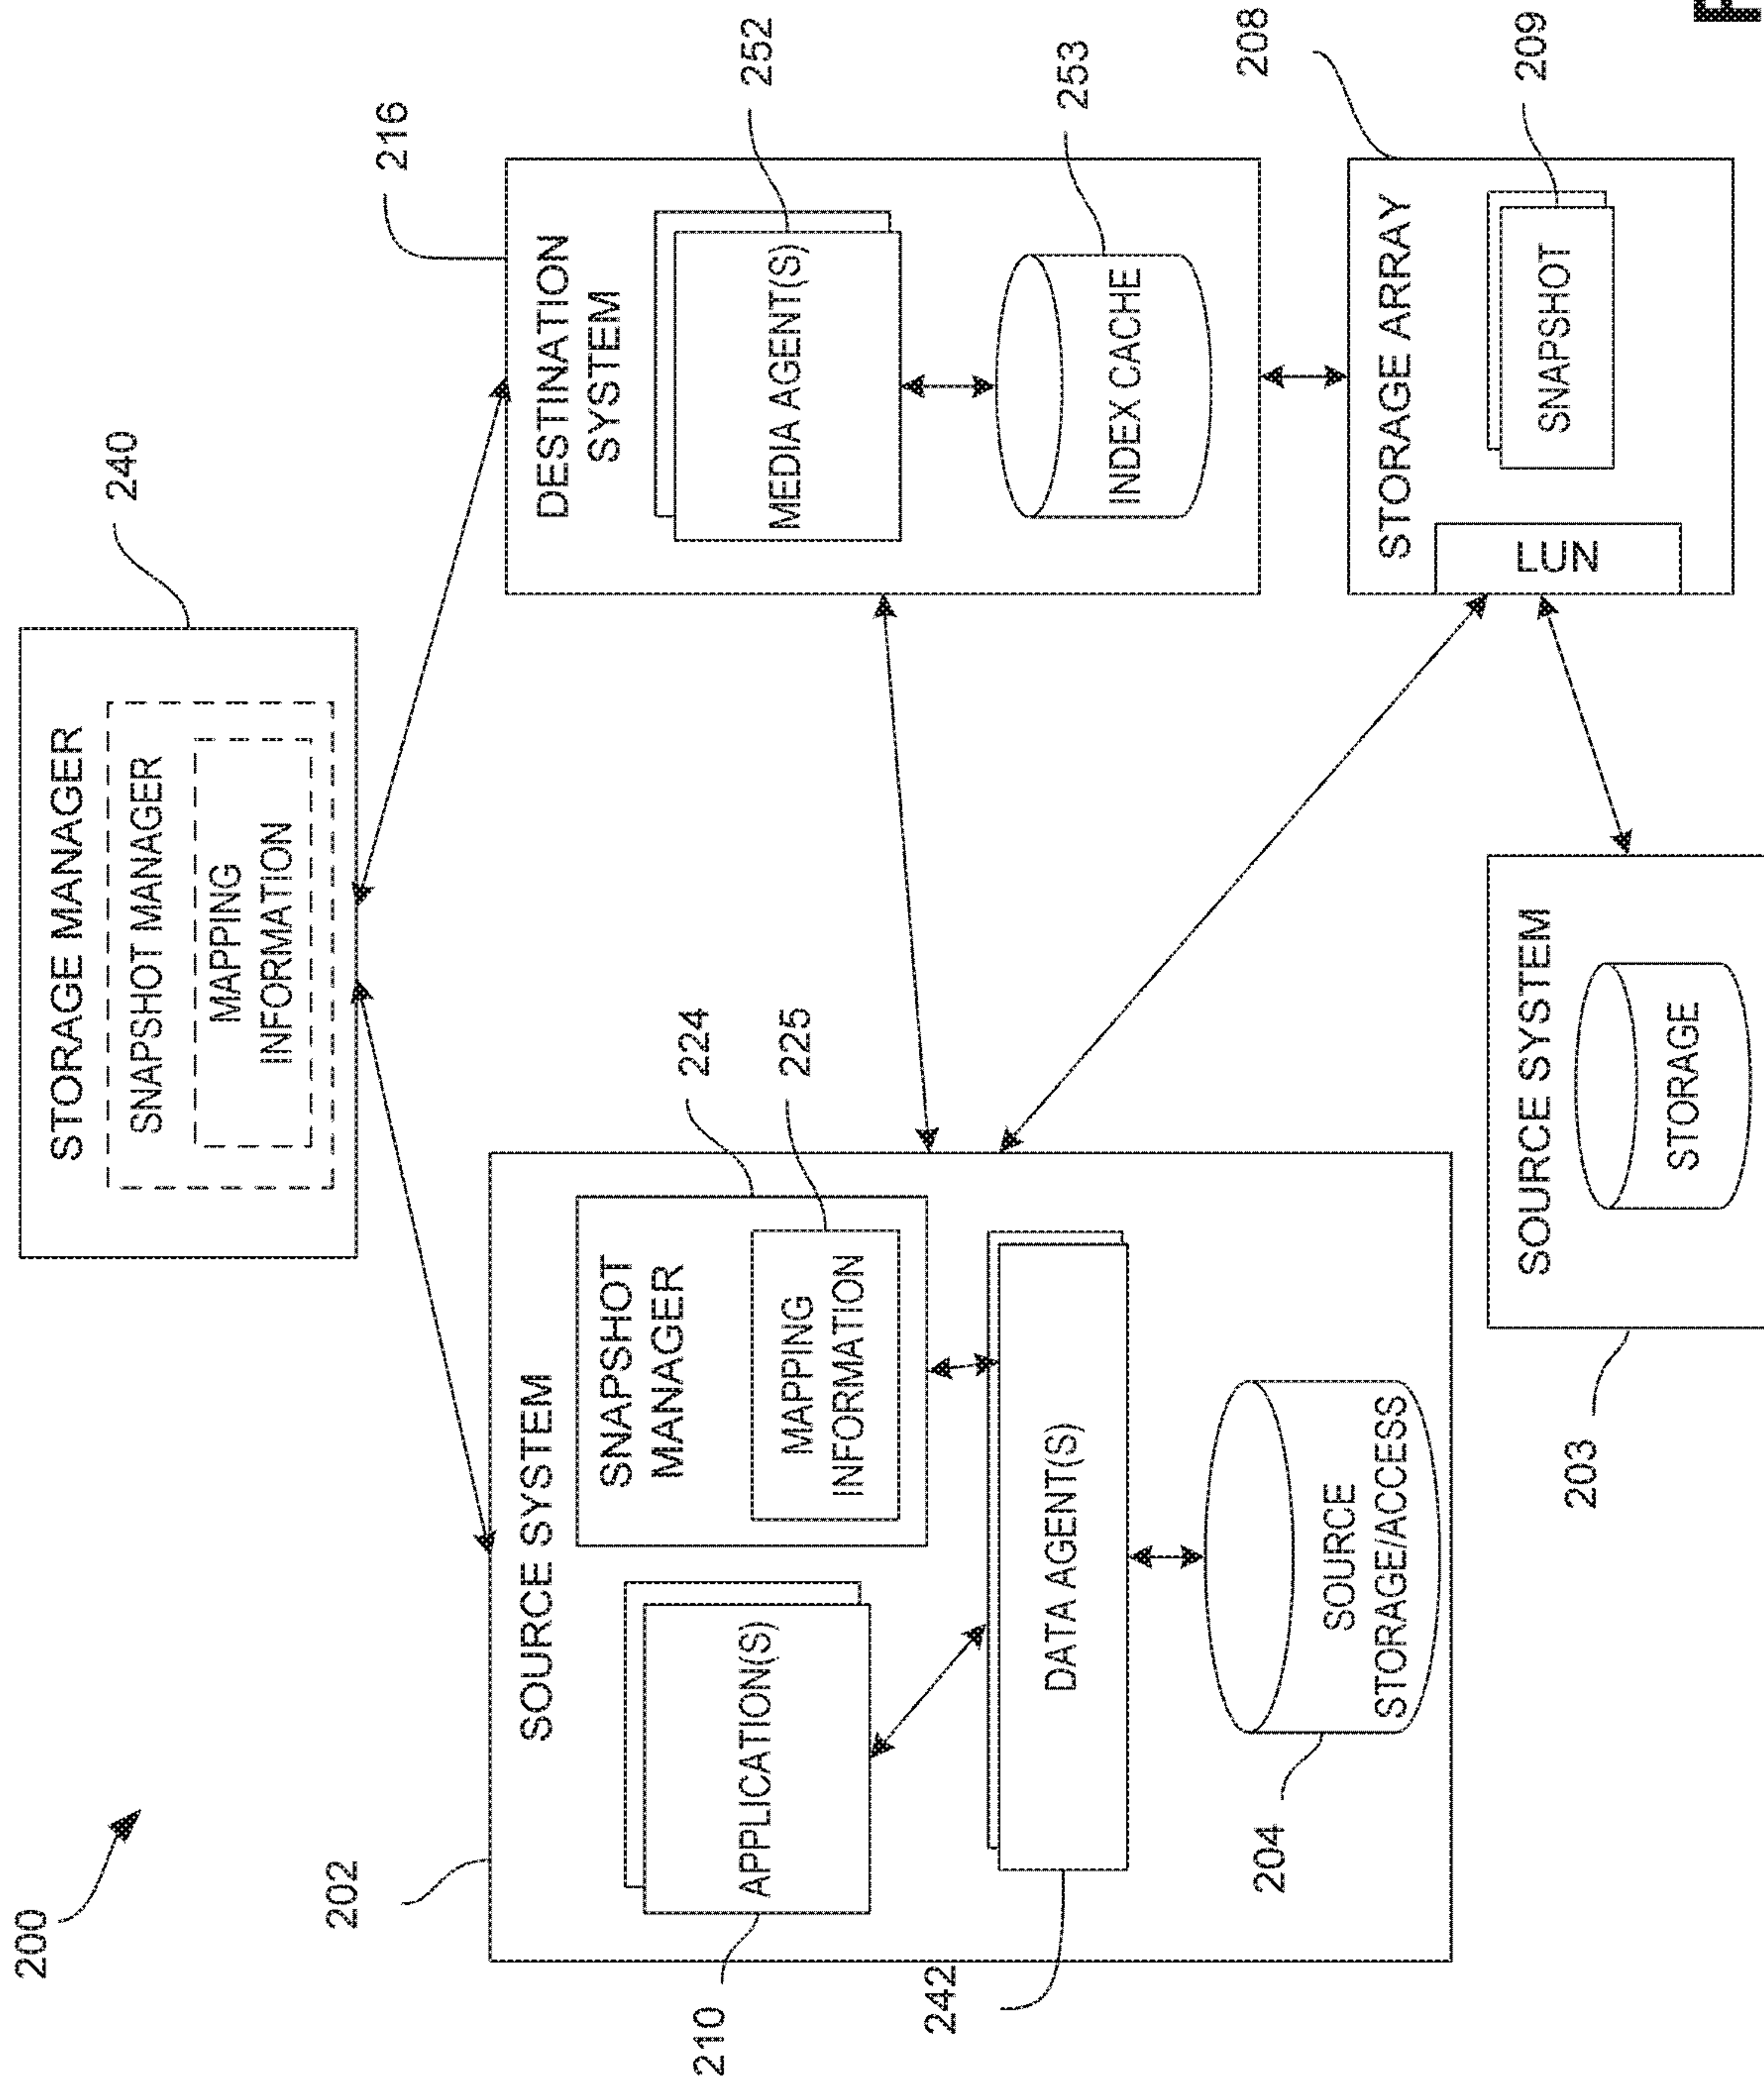 200
240
STORAGE MANAGER
SNAPSHOT MANAGER
MAPPING
INFORMATION
202
SOURCE SYSTEM
210
APPLICATION(S)
SNAPSHOT
MANAGER
224
MAPPING
INFORMATION
225
242
DATA AGENT(S)
204
SOURCE
STORAGE/ACCESS
216
DESTINATION
SYSTEM
MEDIA AGENT(S)
252
INDEX CACHE
253
203
SOURCE SYSTEM
STORAGE
208
STORAGE ARRAY
LUN
SNAPSHOT
209